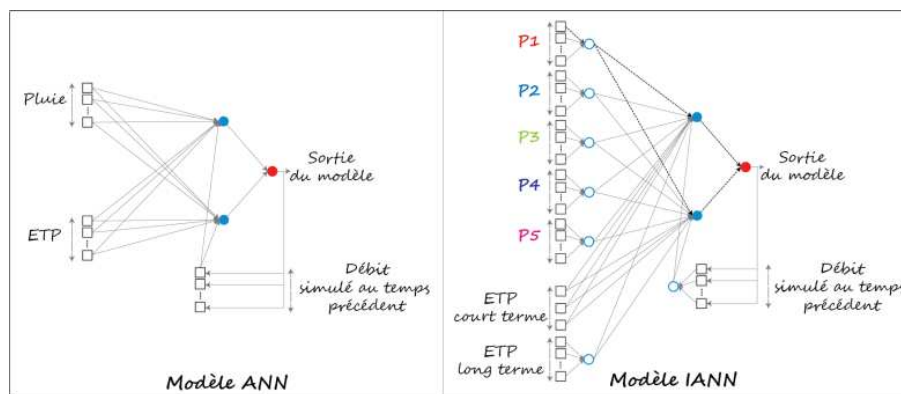 Pluie
ETP
Sortie
du modèle
Débit
simulé au temps
précédent
Modèle ANN
P1
P2
P3
P4
P5
ETP
court terme
ETP
long terme
Sortie
du modèle
Débit
simulé au temps
précédent
Modèle IANN